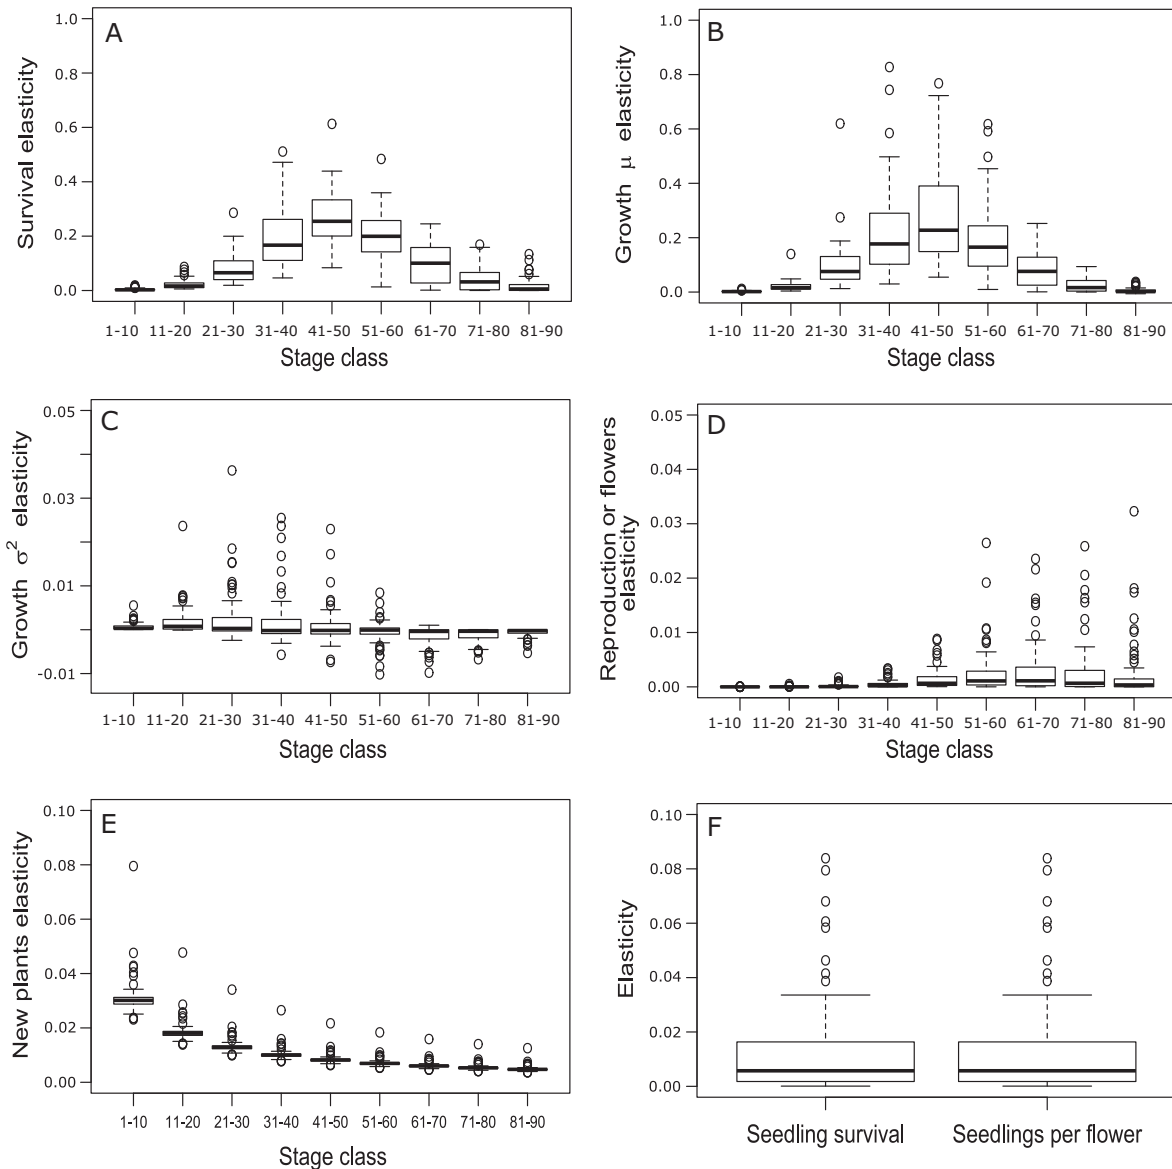 A
Survival elasticity
1.0
0.8
0.6
0.4
0.2
0.0
1-10 11-20 21-30 31-40 41-50 51-60 61-70 71-80 81-90
Stage class
B
Growth μ elasticity
1.0
0.8
0.6
0.4
0.2
0.0
1-10 11-20 21-30 31-40 41-50 51-60 61-70 71-80 81-90
Stage class
C
Growth σ² elasticity
0.05
0.03
0.01
-0.01
1-10 11-20 21-30 31-40 41-50 51-60 61-70 71-80 81-90
Stage class
D
Reproduction or flowers
elasticity
0.05
0.04
0.03
0.02
0.01
0.00
1-10 11-20 21-30 31-40 41-50 51-60 61-70 71-80 81-90
Stage class
E
New plants elasticity
0.10
0.08
0.06
0.04
0.02
0.00
1-10 11-20 21-30 31-40 41-50 51-60 61-70 71-80 81-90
Stage class
F
Elasticity
0.10
0.08
0.06
0.04
0.02
0.00
Seedling survival Seedlings per flower